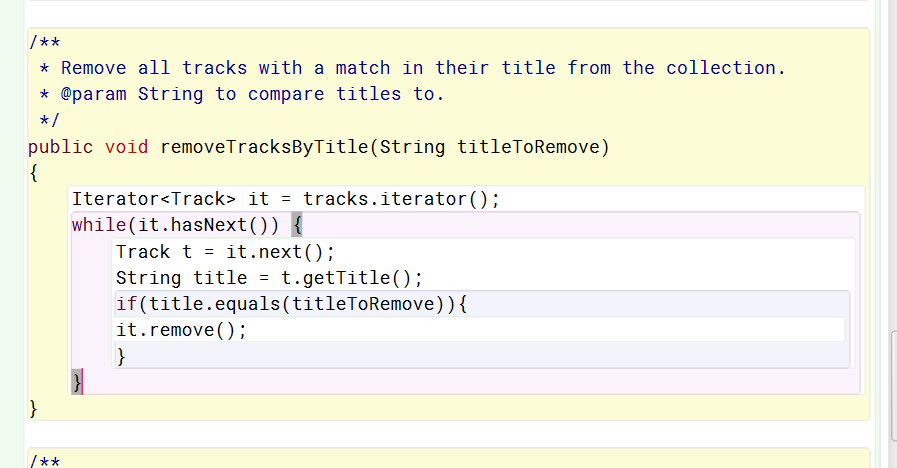 /**
 * Remove all tracks with a match in their title from the collection.
 * @param String to compare titles to.
 */
public void removeTracksByTitle(String titleToRemove)
{
    Iterator<Track> it = tracks.iterator();
    while(it.hasNext()) {
        Track t = it.next();
        String title = t.getTitle();
        if(title.equals(titleToRemove)){
        it.remove();
        }
    }
}
/**